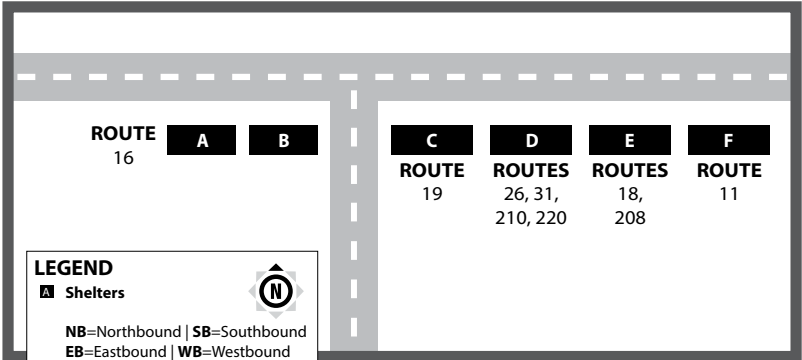 ROUTE
16
A
B
C
D
E
F
ROUTE
19
ROUTES
26, 31,
210, 220
ROUTES
18,
208
ROUTE
11
LEGEND
A Shelters
N
NB=Northbound | SB=Southbound
EB=Eastbound | WB=Westbound